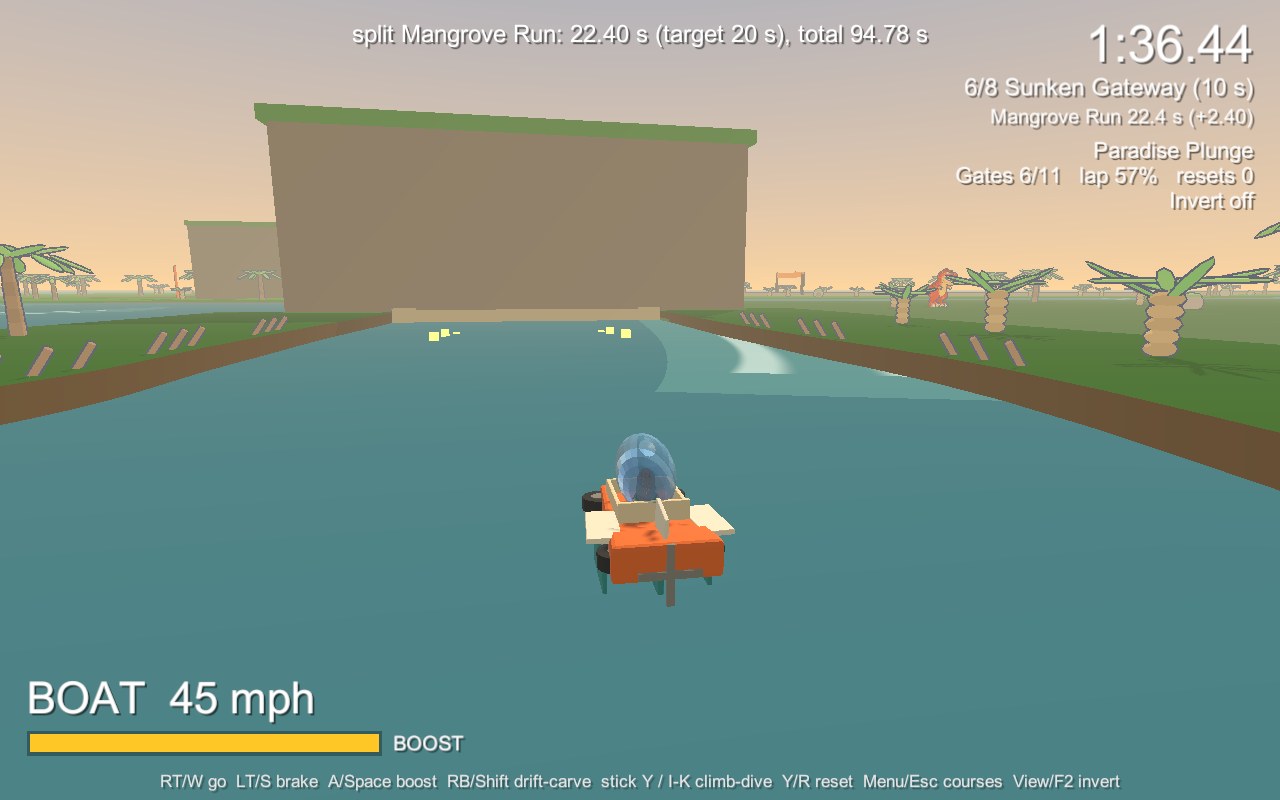 split Mangrove Run: 22.40 s (target 20 s), total 94.78 s
1:36.44
6/8 Sunken Gateway (10 s)
Mangrove Run 22.4 s (+2.40)
Paradise Plunge
Gates 6/11 lap 57% resets 0
Invert off
BOAT 45 mph
BOOST
RT/W go LT/S brake A/Space boost RB/Shift drift-carve stick Y / I-K climb-dive Y/R reset Menu/Esc courses View/F2 invert